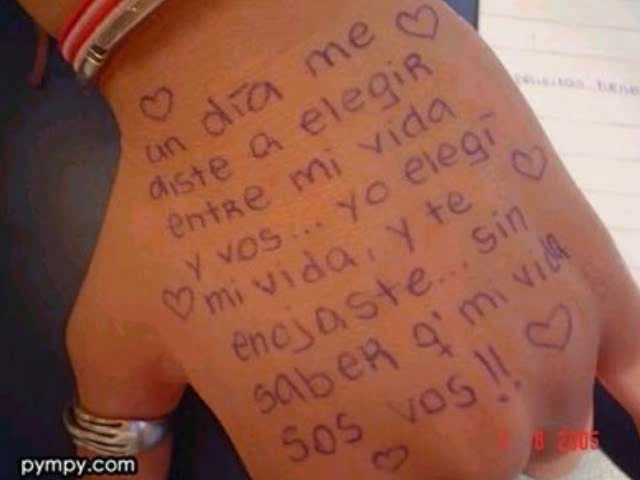 un día me
diste a elegir
entre mi vida
y vos... yo elegí
mi vida, y te
enojaste... sin
saber q' mi vida
sos vos!!
8 2005
pympy.com